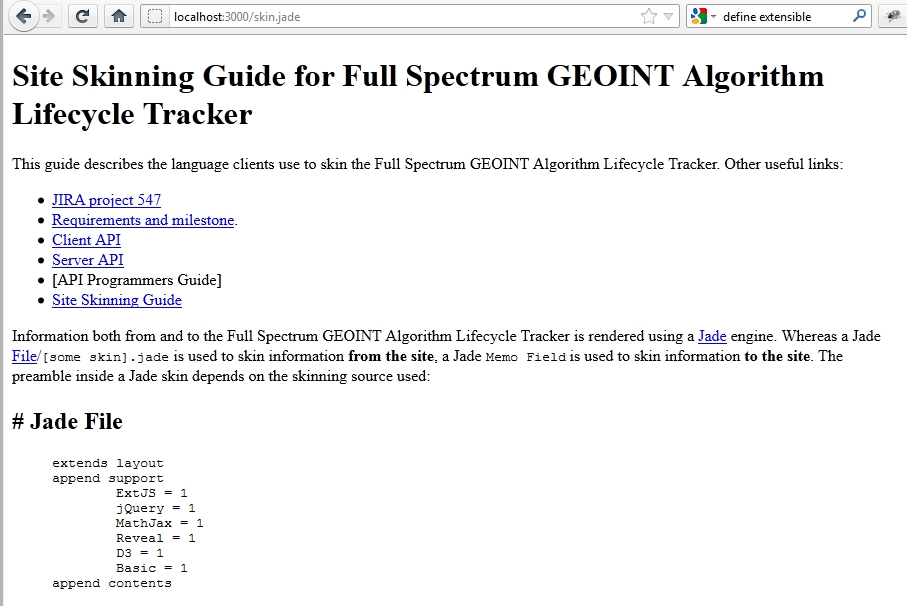 localhost:3000/skin.jade
define extensible
Site Skinning Guide for Full Spectrum GEOINT Algorithm
Lifecycle Tracker
This guide describes the language clients use to skin the Full Spectrum GEOINT Algorithm Lifecycle Tracker. Other useful links:
JIRA project 547
Requirements and milestone.
Client API
Server API
[API Programmers Guide]
Site Skinning Guide
Information both from and to the Full Spectrum GEOINT Algorithm Lifecycle Tracker is rendered using a Jade engine. Whereas a Jade
File/[some skin].jade is used to skin information from the site, a Jade Memo Field is used to skin information to the site. The
preamble inside a Jade skin depends on the skinning source used:
# Jade File
extends layout
append support
ExtJS = 1
jQuery = 1
MathJax = 1
Reveal = 1
D3 = 1
Basic = 1
append contents